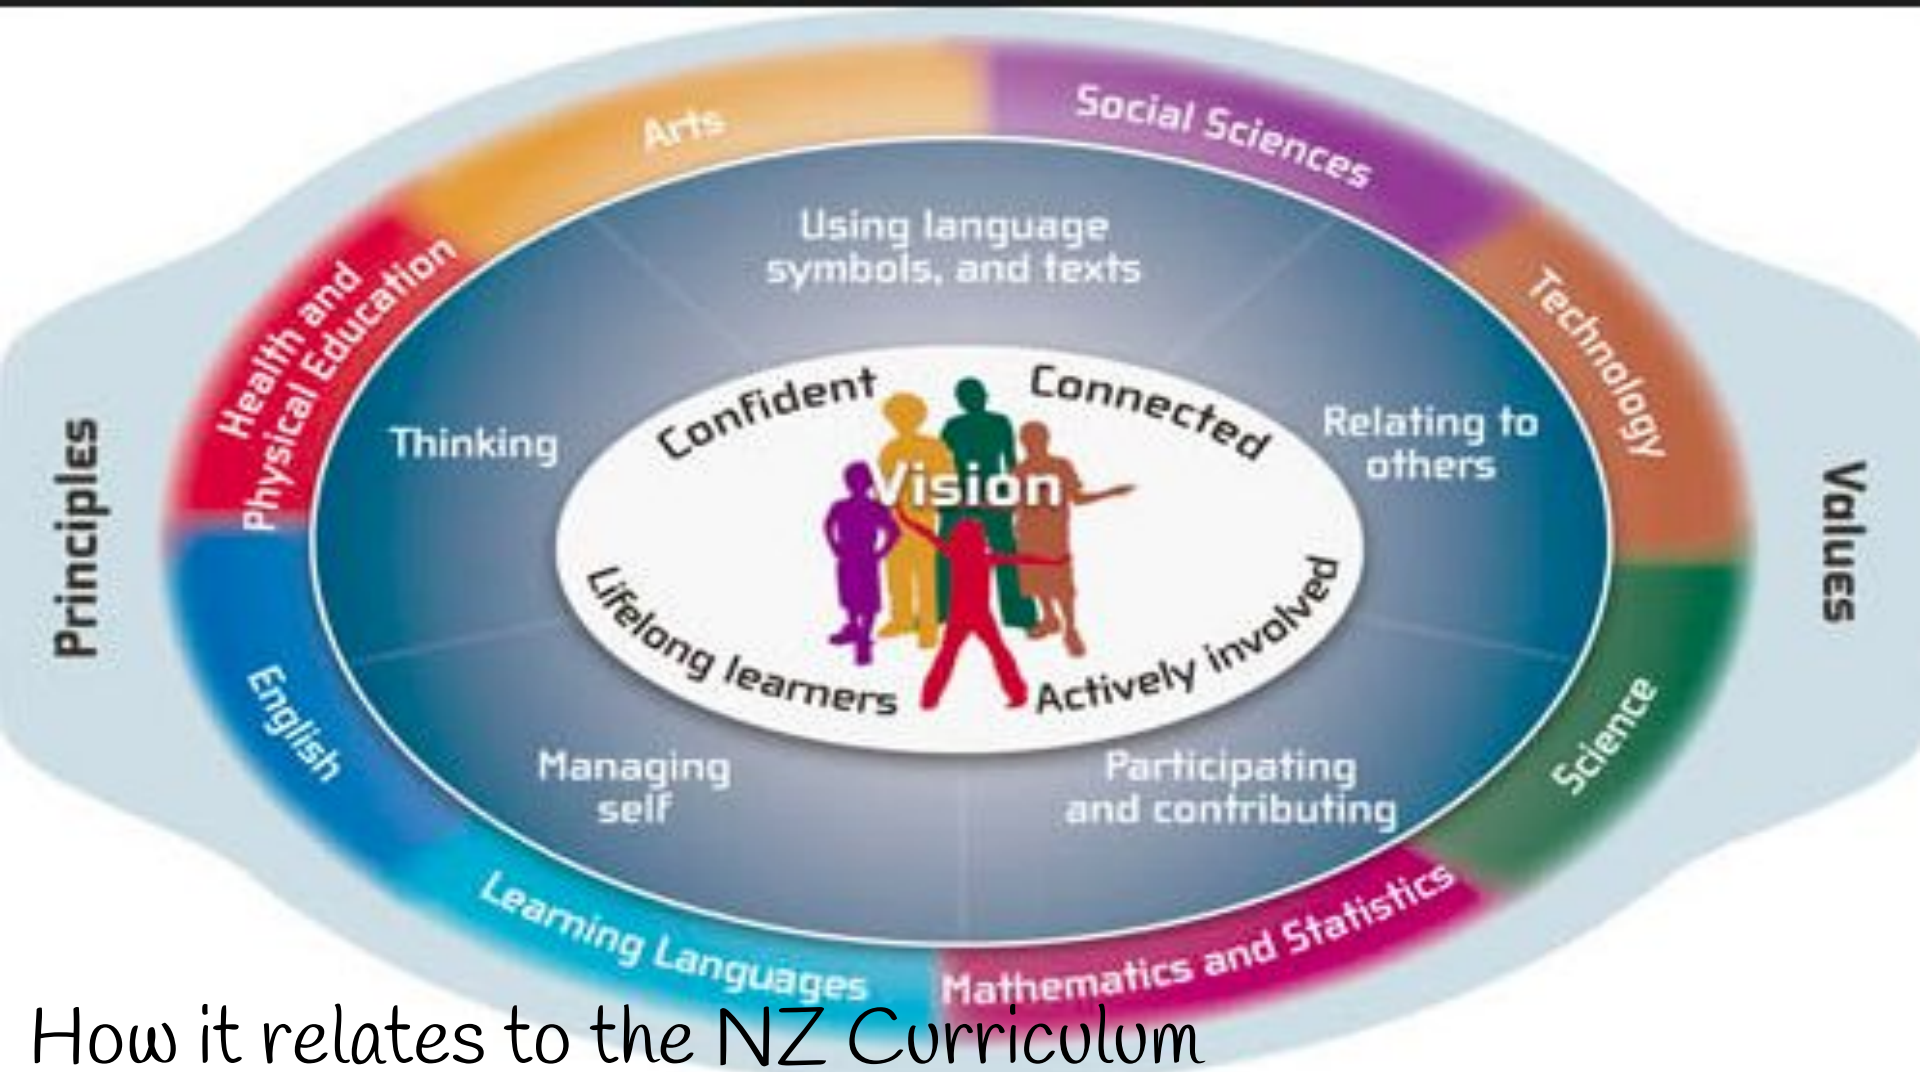 Arts
Social Sciences
Using language
symbols, and texts
Health and
Physical Education
Technology
Confident
Connected
Thinking
Relating to
others
Vision
Principles
Values
Lifelong learners
Actively involved
English
Science
Managing
self
Participating
and contributing
Learning Languages
Mathematics and Statistics
How it relates to the NZ Curriculum